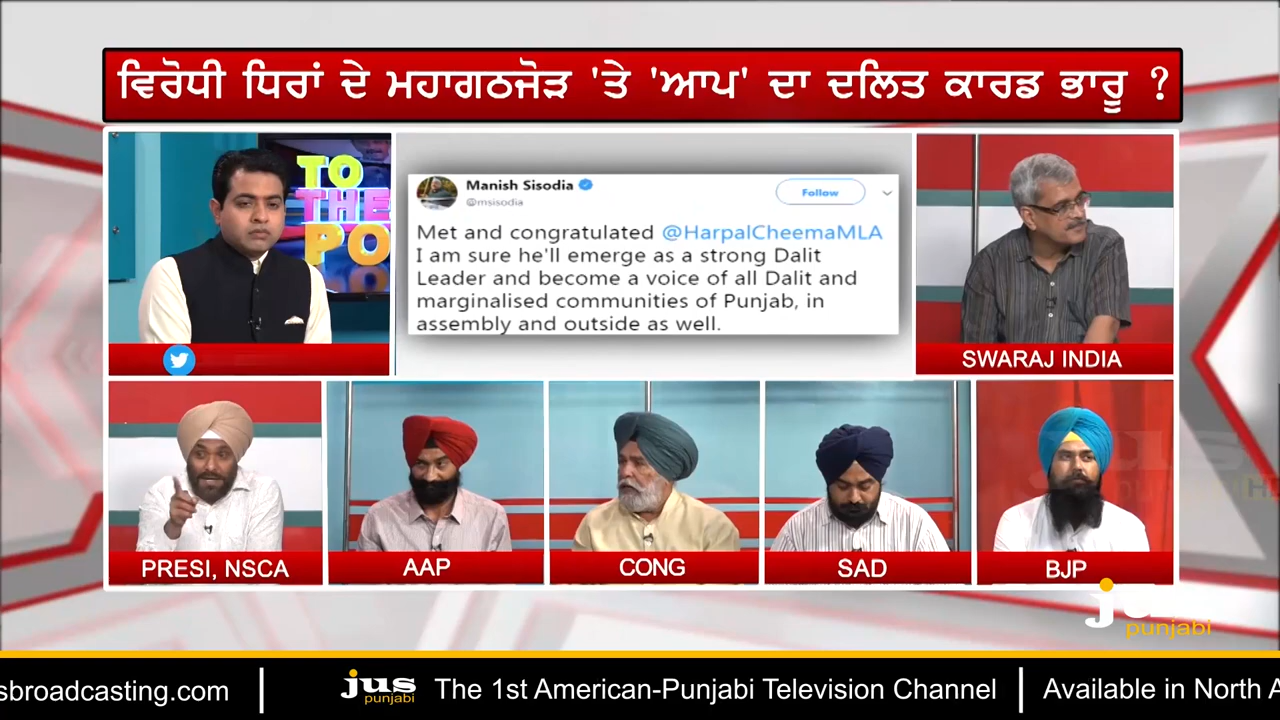 ਵਿਰੋਧੀ ਧਿਰਾਂ ਦੇ ਮਹਾਗਠਜੋੜ 'ਤੇ 'ਆਪ' ਦਾ ਦਲਿਤ ਕਾਰਡ ਭਾਰੂ ?
TO
THE
PO
Manish Sisodia
@msisodia
Follow
Met and congratulated @HarpalCheemaMLA
I am sure he'll emerge as a strong Dalit
Leader and become a voice of all Dalit and
marginalised communities of Punjab, in
assembly and outside as well.
SWARAJ INDIA
PRESI, NSCA
AAP
CONG
SAD
BJP
jus
punjabi
sbroadcasting.com
jus
punjabi
The 1st American-Punjabi Television Channel
Available in North A